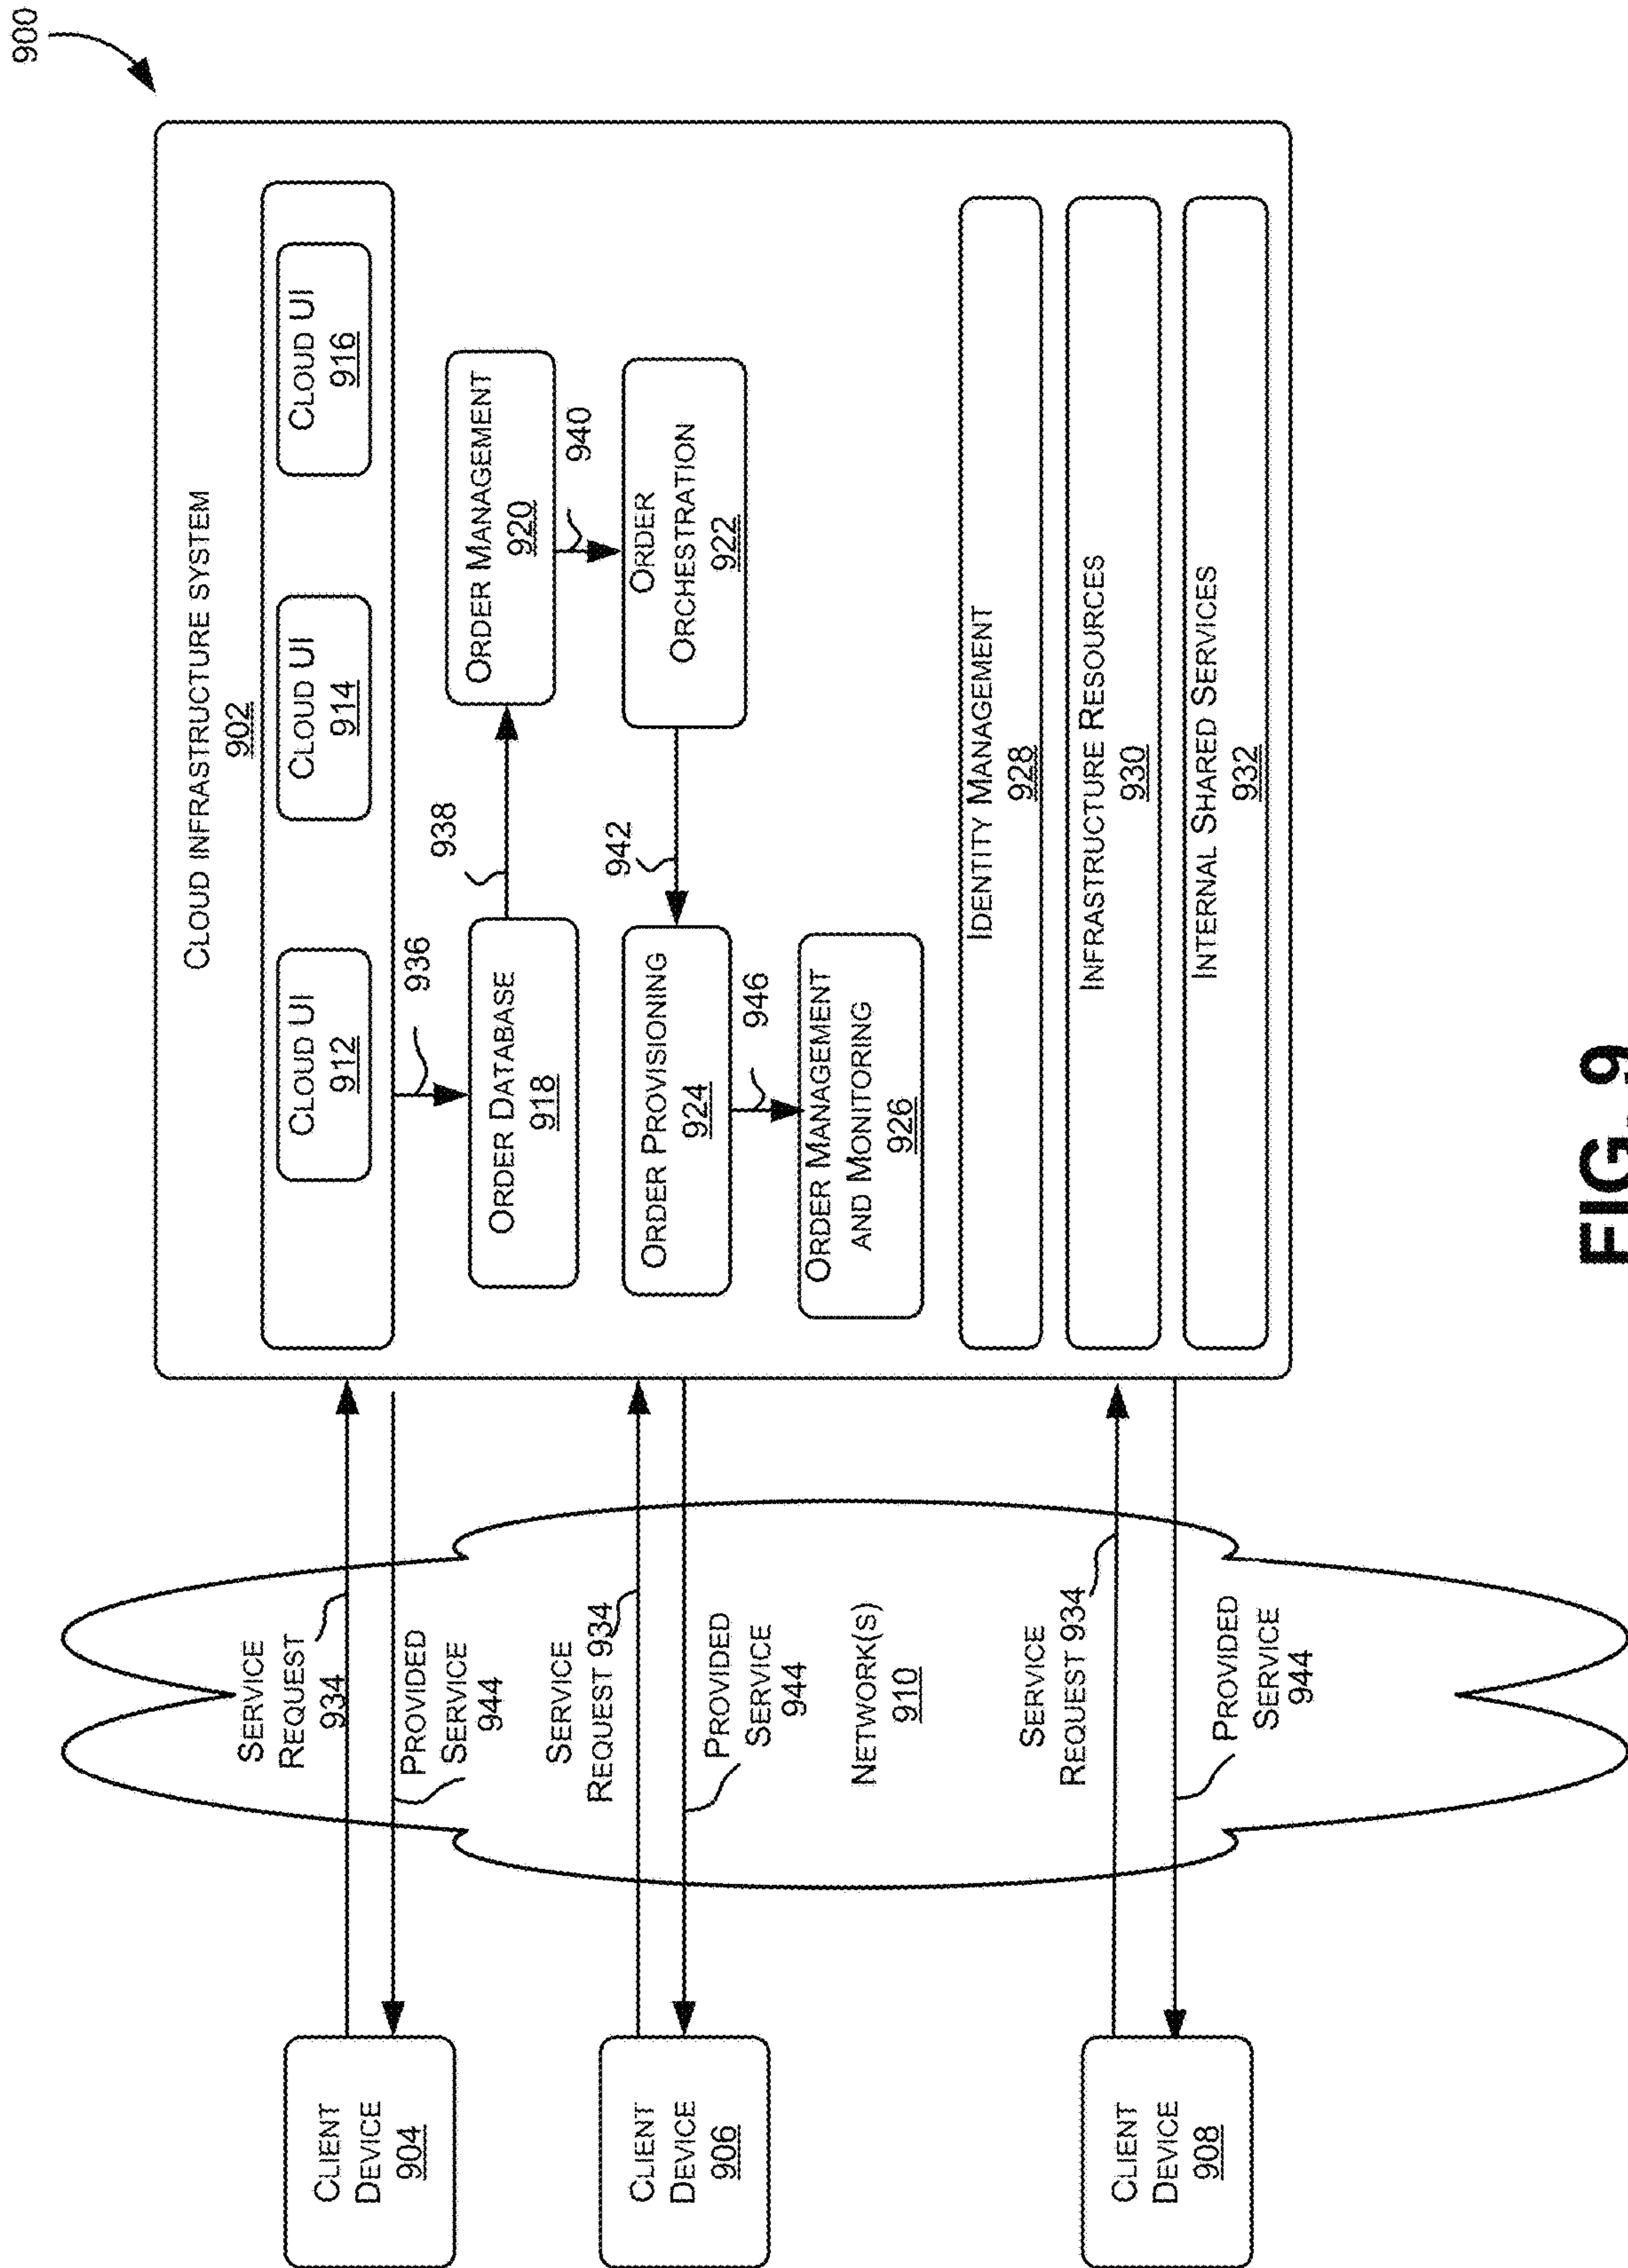 900
CLOUD INFRASTRUCTURE SYSTEM
902
CLOUD UI
912
CLOUD UI
914
CLOUD UI
916
936
ORDER DATABASE
918
938
ORDER MANAGEMENT
920
940
ORDER
ORCHESTRATION
922
942
ORDER PROVISIONING
924
946
ORDER MANAGEMENT
AND MONITORING
926
IDENTITY MANAGEMENT
928
INFRASTRUCTURE RESOURCES
930
INTERNAL SHARED SERVICES
932
CLIENT
DEVICE
904
SERVICE
REQUEST
934
PROVIDED
SERVICE
944
CLIENT
DEVICE
906
SERVICE
REQUEST 934
PROVIDED
SERVICE
944
NETWORK(S)
910
CLIENT
DEVICE
908
SERVICE
REQUEST 934
PROVIDED
SERVICE
944
FIG. 9